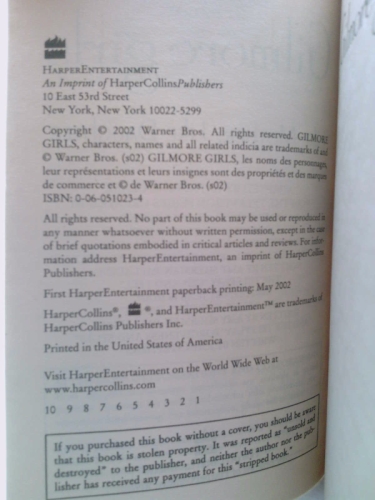 HARPERENTERTAINMENT
An Imprint of HarperCollinsPublishers
10 East 53rd Street
New York, New York 10022-5299
Copyright © 2002 Warner Bros. All rights reserved. GILMORE
GIRLS, characters, names and all related indicia are trademarks of and
© Warner Bros. (s02) GILMORE GIRLS, les noms des personnages,
leur représentations et leurs insignes sont des propriétés et des marques
de commerce et © de Warner Bros. (s02)
ISBN: 0-06-051023-4
All rights reserved. No part of this book may be used or reproduced in
any manner whatsoever without written permission, except in the case
of brief quotations embodied in critical articles and reviews. For infor-
mation address HarperEntertainment, an imprint of HarperCollins
Publishers.
First HarperEntertainment paperback printing: May 2002
HarperCollins®, ®, and HarperEntertainment™ are trademarks of
HarperCollins Publishers Inc.
Printed in the United States of America
Visit HarperEntertainment on the World Wide Web at
www.harpercollins.com
10 9 8 7 6 5 4 3 2 1
If you purchased this book without a cover, you should be aware
that this book is stolen property. It was reported as "unsold and
destroyed" to the publisher, and neither the author nor the pub-
lisher has received any payment for this "stripped book."